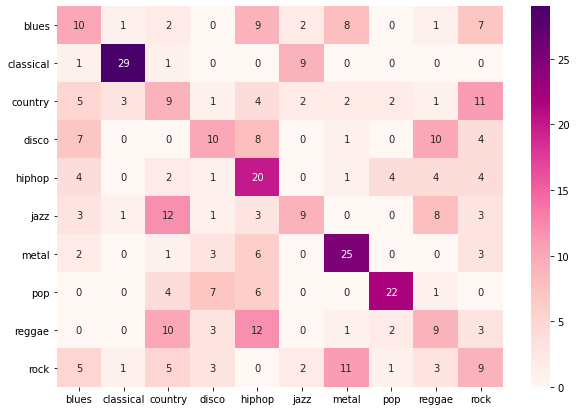 blues 10 1 2 0 9 2 8 0 1 7
classical 1 29 1 0 0 9 0 0 0 0
country 5 3 9 1 4 2 2 2 1 11
disco 7 0 0 10 8 0 1 0 10 4
hiphop 4 0 2 1 20 0 1 4 4 4
jazz 3 1 12 1 3 9 0 0 8 3
metal 2 0 1 3 6 0 25 0 0 3
pop 0 0 4 7 6 0 0 22 1 0
reggae 0 0 10 3 12 0 1 2 9 3
rock 5 1 5 3 0 2 11 1 3 9
blues classical country disco hiphop jazz metal pop reggae rock
25
20
15
10
5
0